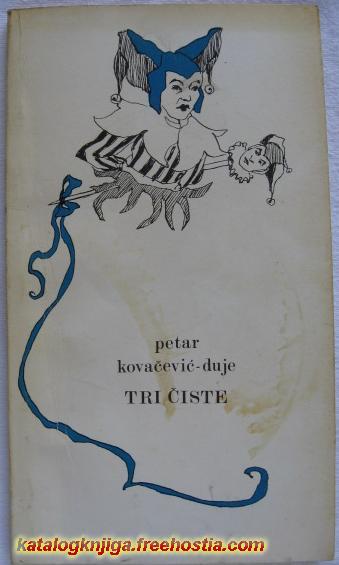 petar
kovačević-duje
TRI ČISTE
katalogknjiga.freehostia.com